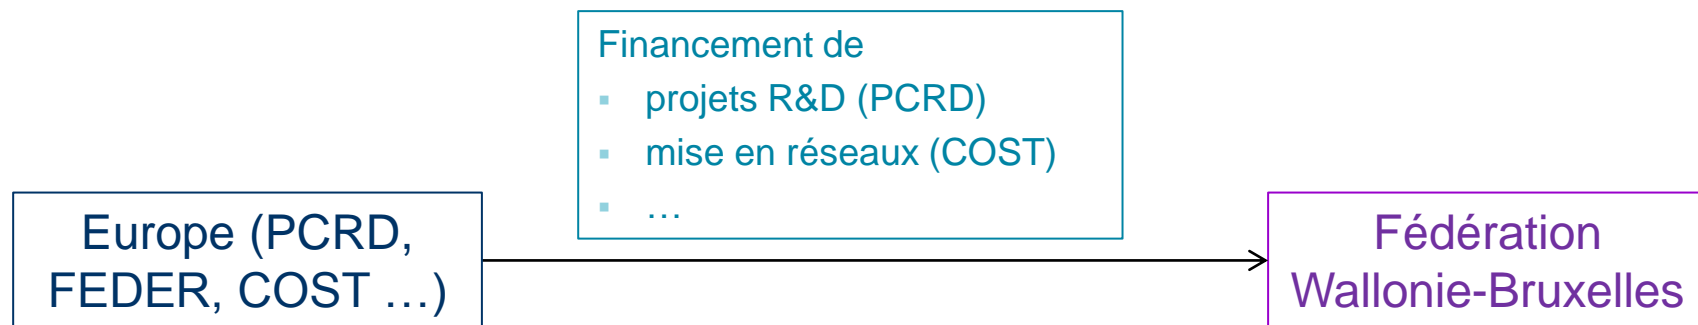 Financement de
▪ projets R&D (PCRD)
▪ mise en réseaux (COST)
▪ …
Europe (PCRD,
FEDER, COST …)
Fédération
Wallonie-Bruxelles